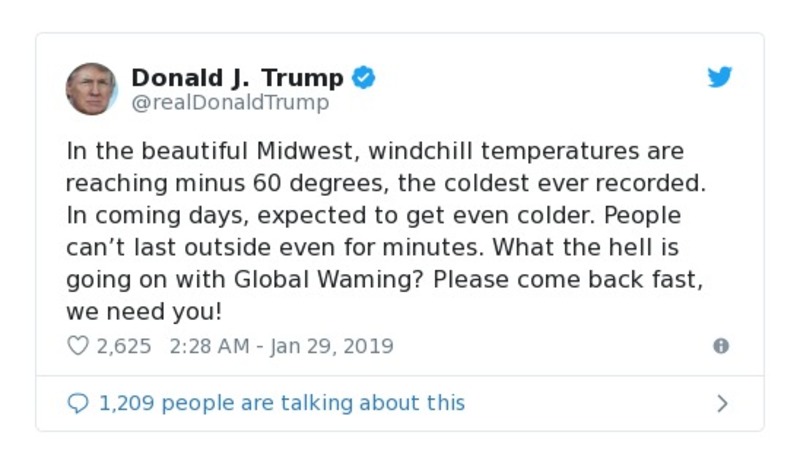 Donald J. Trump
@realDonaldTrump
In the beautiful Midwest, windchill temperatures are
reaching minus 60 degrees, the coldest ever recorded.
In coming days, expected to get even colder. People
can’t last outside even for minutes. What the hell is
going on with Global Waming? Please come back fast,
we need you!
2,625 2:28 AM - Jan 29, 2019
1,209 people are talking about this